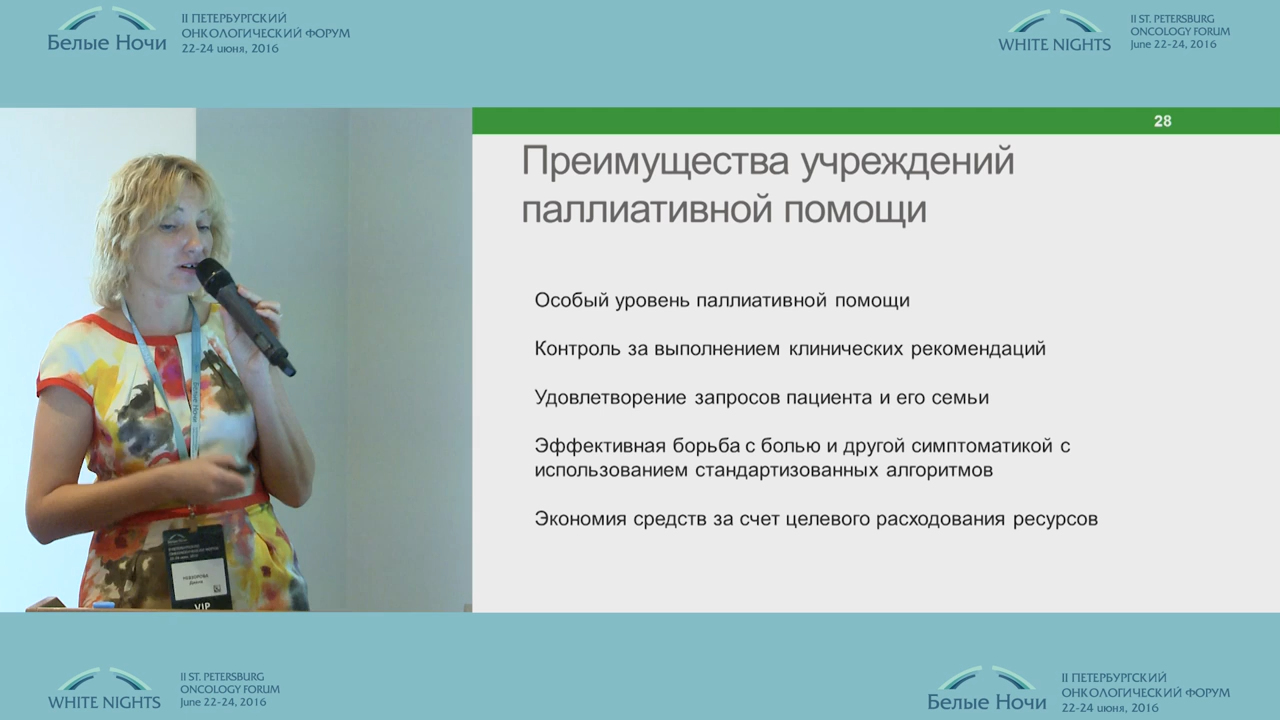 II ПЕТЕРБУРГСКИЙ
ОНКОЛОГИЧЕСКИЙ ФОРУМ
22-24 июня, 2016
Белые Ночи
II ST. PETERSBURG
ONCOLOGY FORUM
June 22-24, 2016
WHITE NIGHTS
28
Преимущества учреждений
паллиативной помощи
Особый уровень паллиативной помощи
Контроль за выполнением клинических рекомендаций
Удовлетворение запросов пациента и его семьи
Эффективная борьба с болью и другой симптоматикой с
использованием стандартизованных алгоритмов
Экономия средств за счет целевого расходования ресурсов
VIP
II ST. PETERSBURG
ONCOLOGY FORUM
June 22-24, 2016
WHITE NIGHTS
II ПЕТЕРБУРГСКИЙ
ОНКОЛОГИЧЕСКИЙ ФОРУМ
22-24 июня, 2016
Белые Ночи